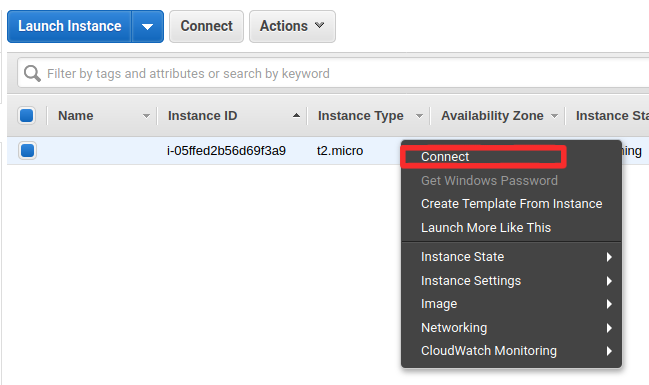 Launch Instance Connect Actions
Filter by tags and attributes or search by keyword
Name Instance ID Instance Type Availability Zone Instance Sta
i-05ffed2b56d69f3a9 t2.micro ning
Connect
Get Windows Password
Create Template From Instance
Launch More Like This
Instance State
Instance Settings
Image
Networking
CloudWatch Monitoring